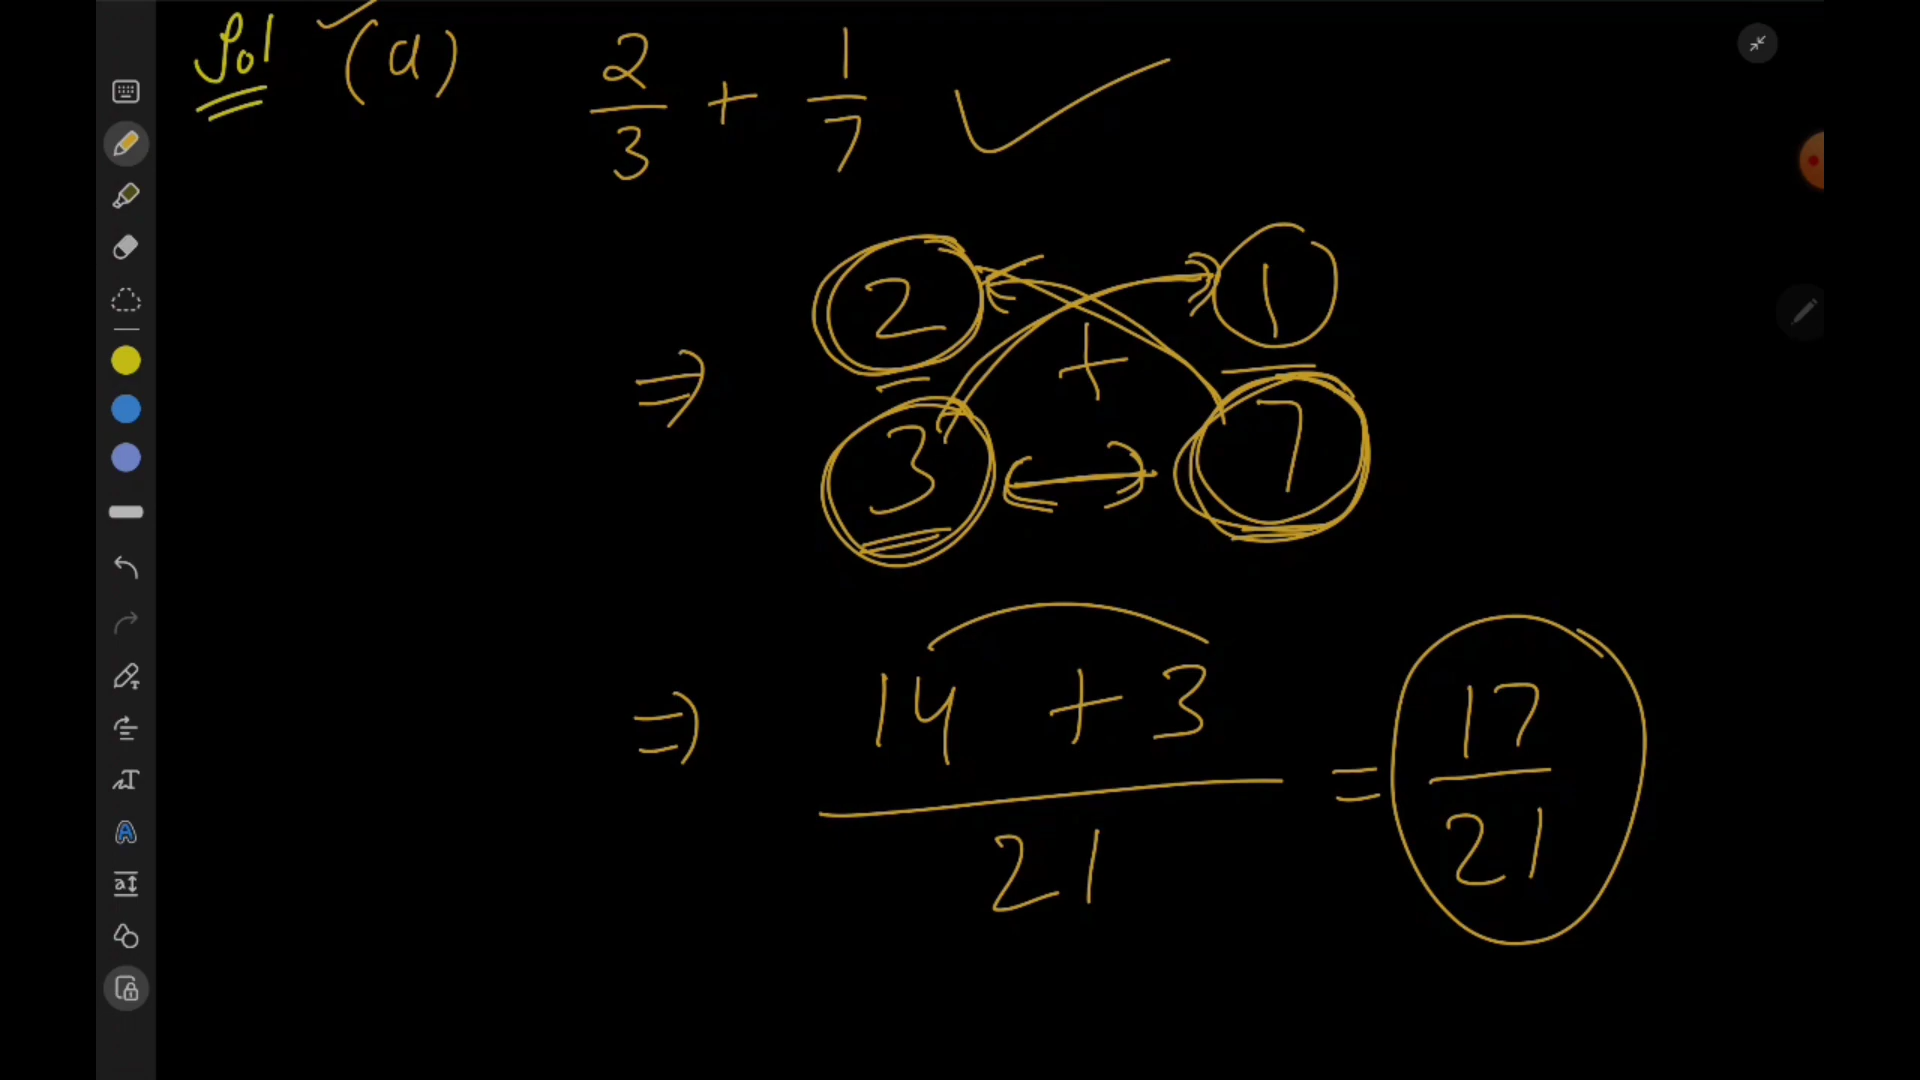 Sol (a) 2/3 + 1/7
⇒ 2/3 + 1/7
⇒ 14 + 3 / 21 = 17/21